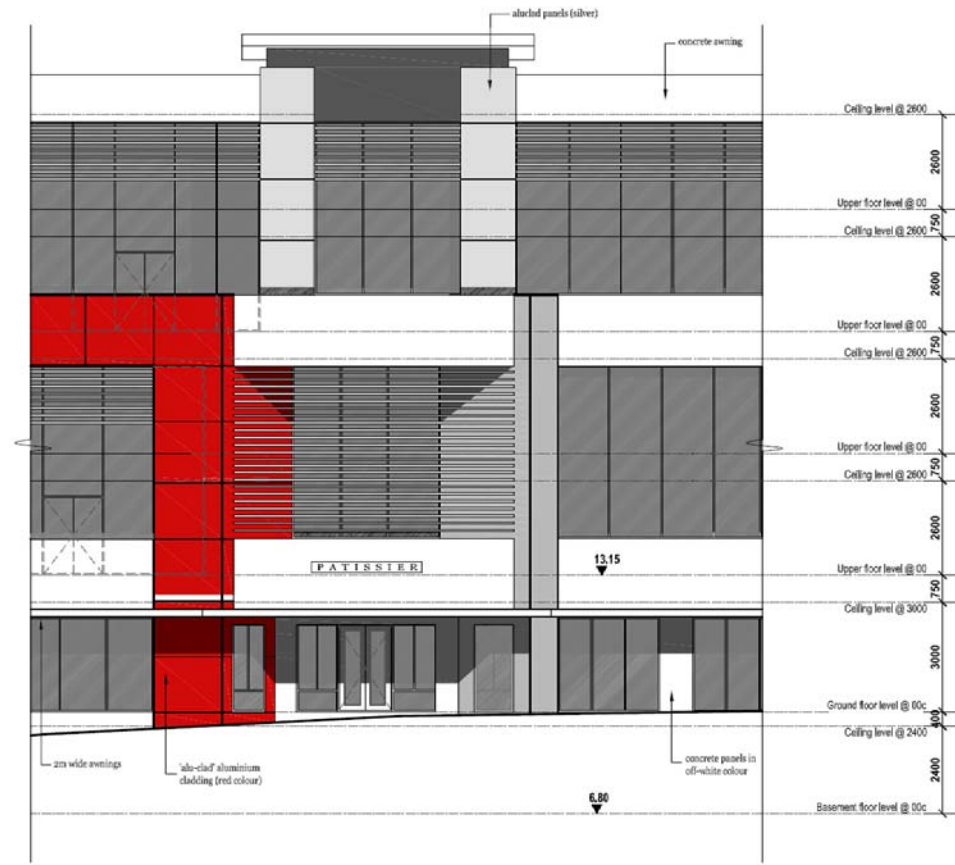 aluclad panels (silver)
concrete awning
Ceiling level @ 2600
2600
Upper floor level @ 00
750
Ceiling level @ 2600
2600
Upper floor level @ 00
750
Ceiling level @ 2600
2600
Upper floor level @ 00
750
Ceiling level @ 2600
2600
PATISSIER
13.15
Upper floor level @ 00
750
Ceiling level @ 3000
3000
Ground floor level @ 00c
400
Ceiling level @ 2400
2m wide awnings
'alu-clad' aluminium
cladding (red colour)
concrete panels in
off-white colour
2400
6.80
Basement floor level @ 00c